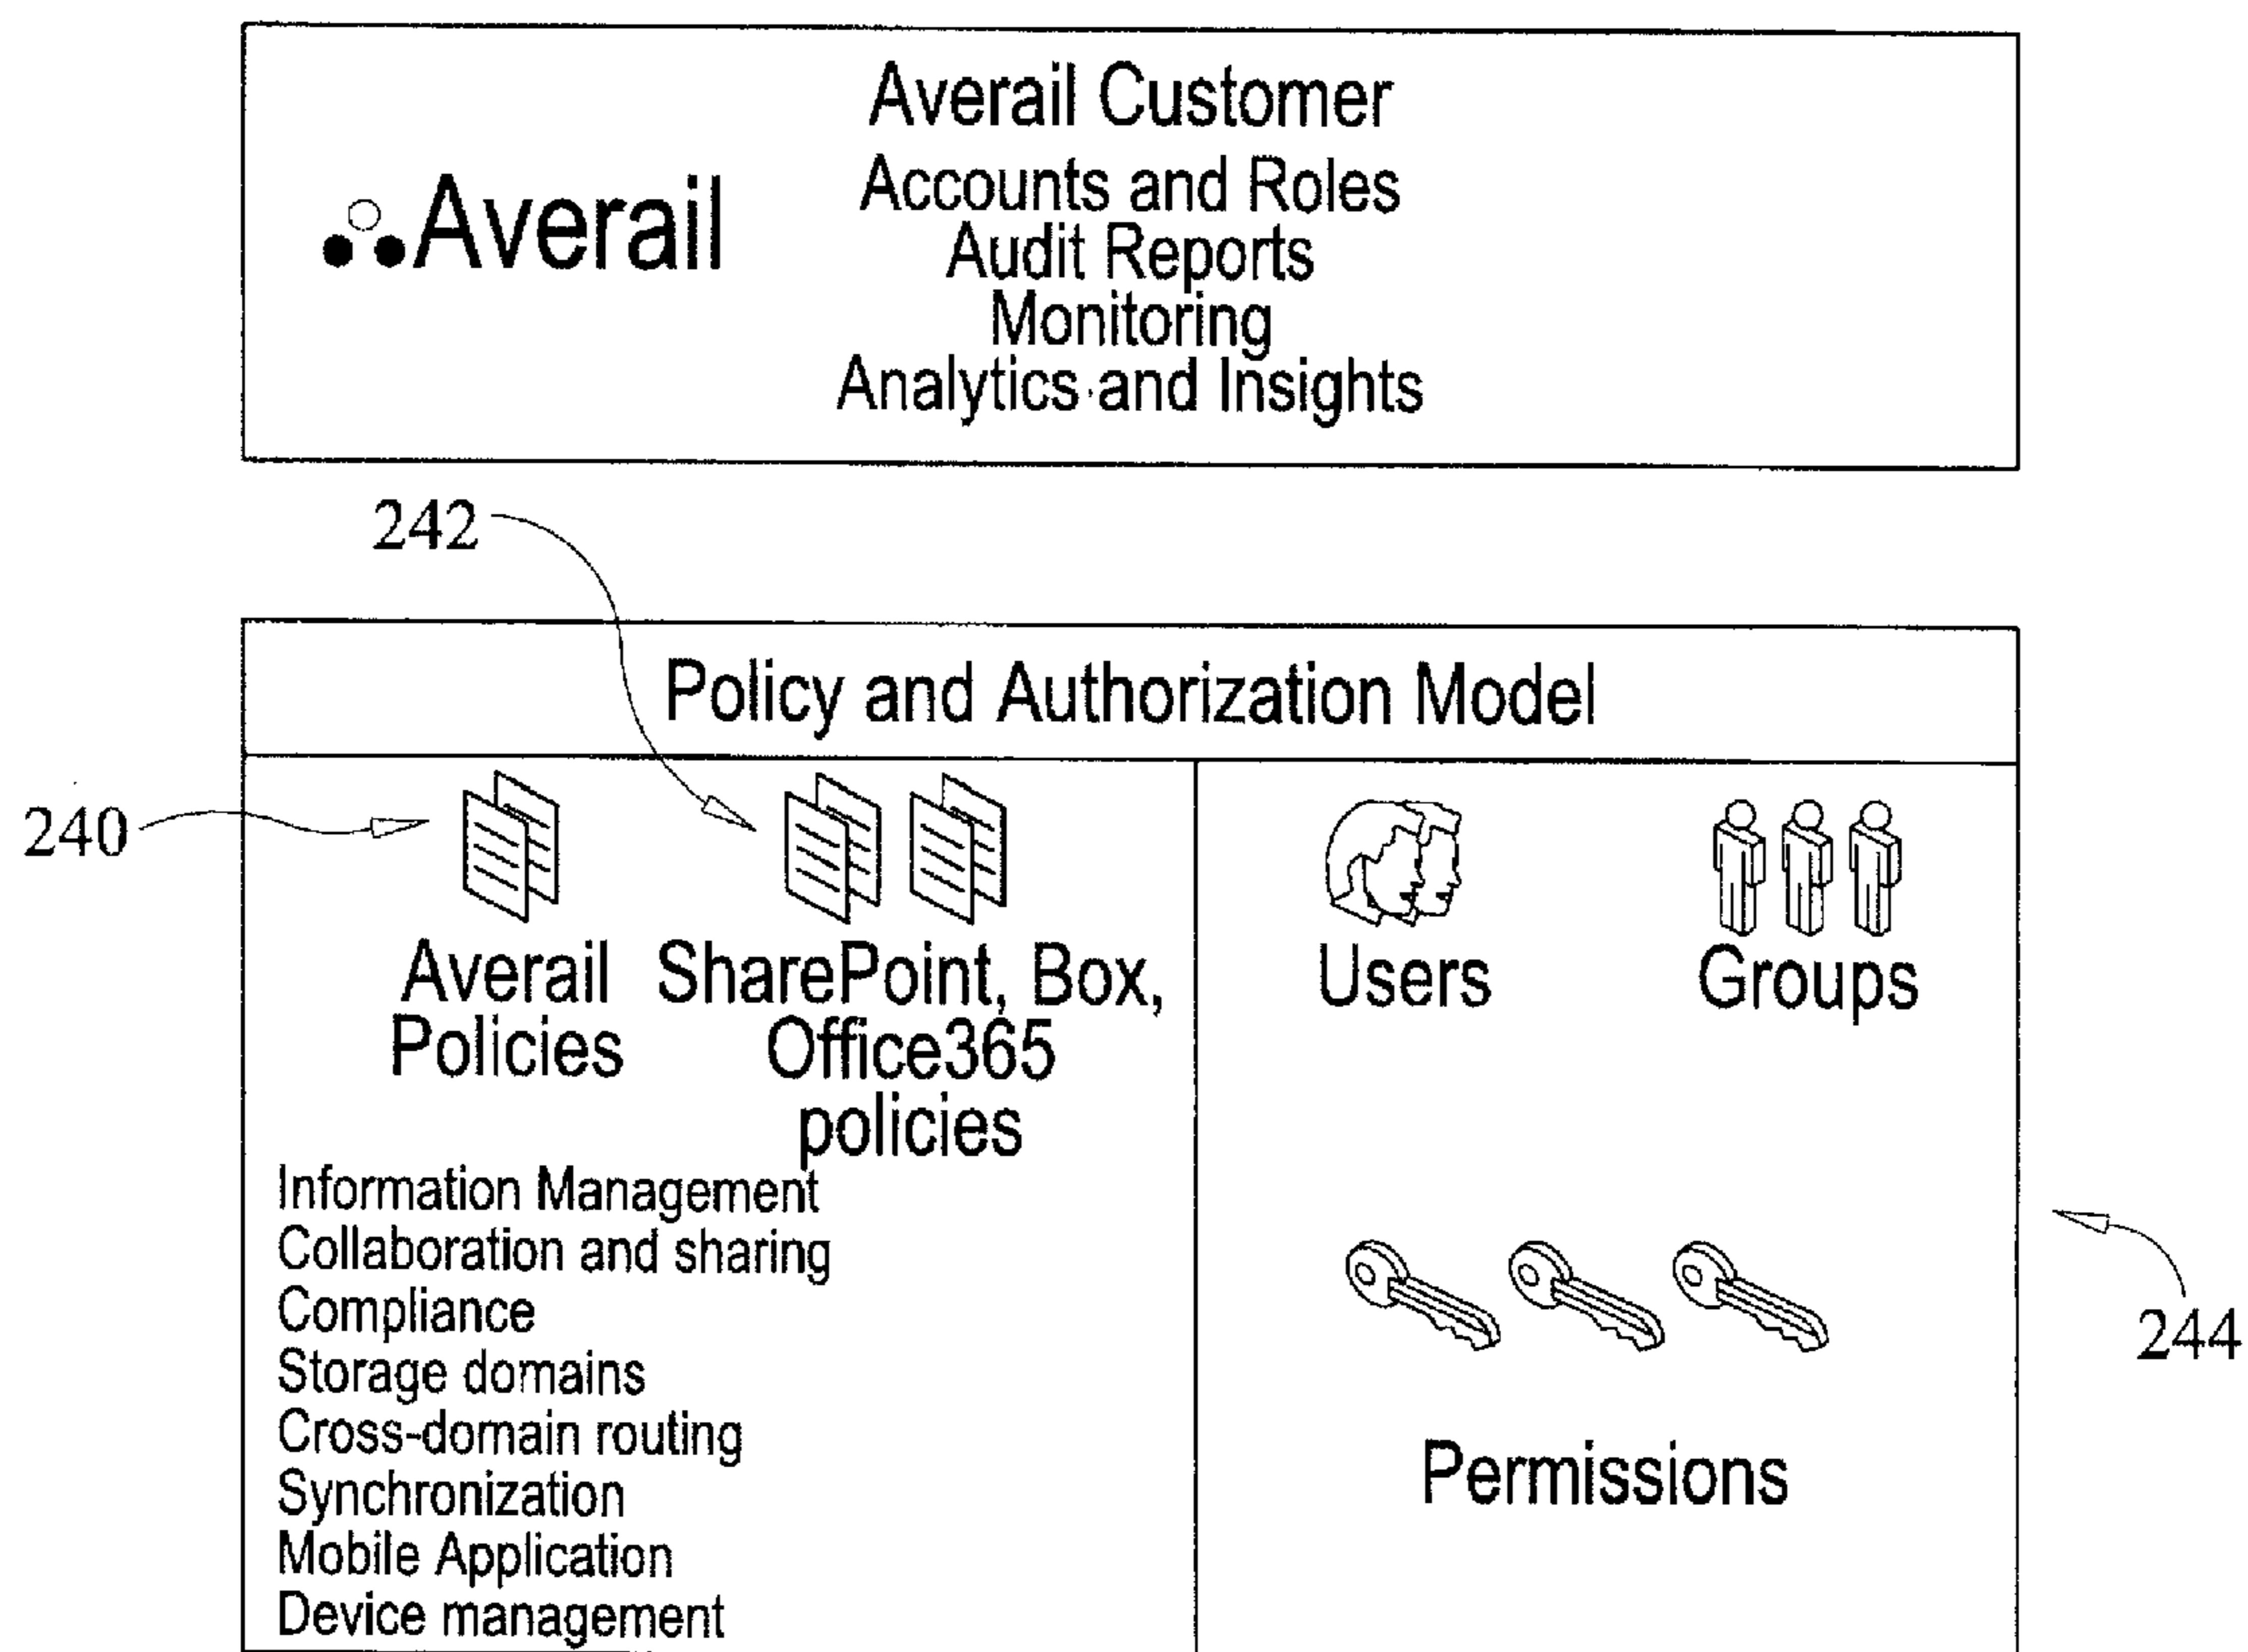 Averail Customer
Accounts and Roles
Averail
Audit Reports
Monitoring
Analytics and Insights
242
Policy and Authorization Model
240
Averail
Policies
SharePoint, Box,
Office365
policies
Users
Groups
Information Management
Collaboration and sharing
Compliance
Storage domains
Cross-domain routing
Synchronization
Mobile Application
Device management
Permissions
244